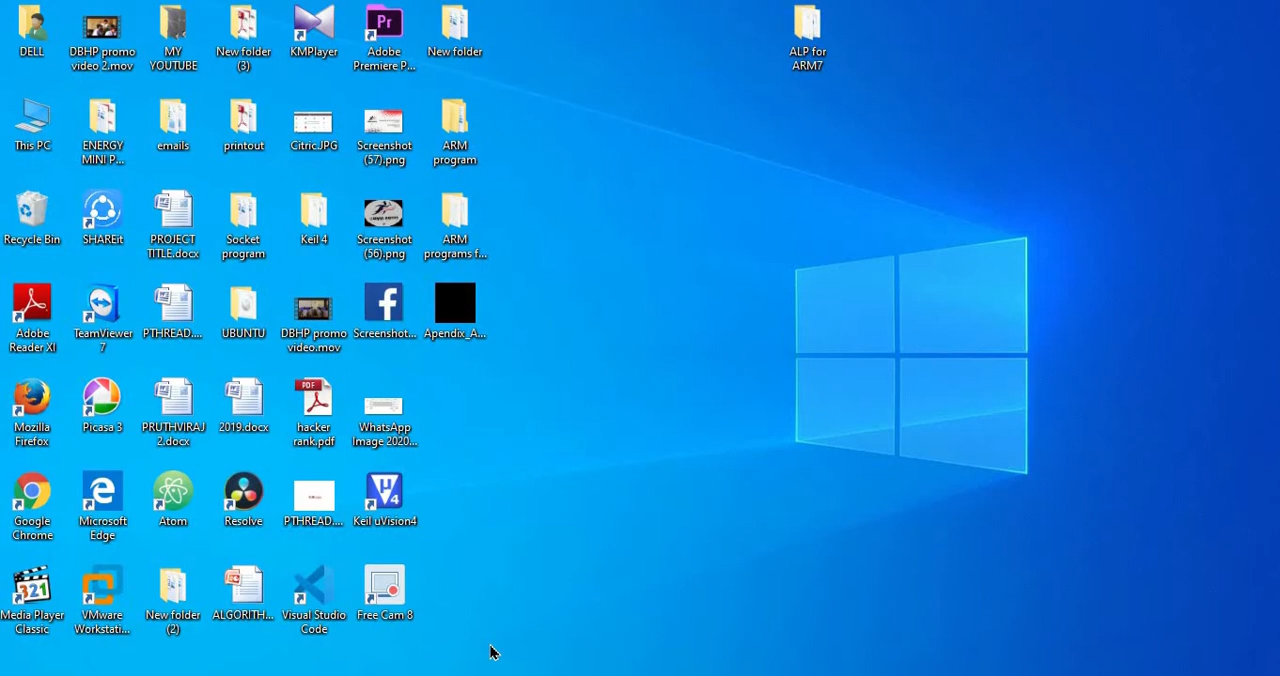 DELL
DBHP promo
video 2.mov
MY
YOUTUBE
New folder
(3)
KMPlayer
Pr
Adobe
Premiere P...
New folder
ALP for
ARM7
This PC
ENERGY
MINI P...
emails
printout
Citric.JPG
Screenshot
(57).png
ARM
program
Recycle Bin
SHAREit
PROJECT
TITLE.docx
Socket
program
Keil 4
Screenshot
(56).png
ARM
programs f...
Adobe
Reader XI
TeamViewer
7
PTHREAD....
UBUNTU
DBHP promo
video.mov
Screenshot...
Apendix_A...
Mozilla
Firefox
Picasa 3
PRUTHVIRAJ
2.docx
2019.docx
PDF
hacker
rank.pdf
WhatsApp
Image 2020...
Google
Chrome
Microsoft
Edge
Atom
Resolve
PTHREAD....
Keil uVision4
321
Media Player
Classic
VMware
Workstati...
New folder
(2)
ALGORITH...
Visual Studio
Code
Free Cam 8